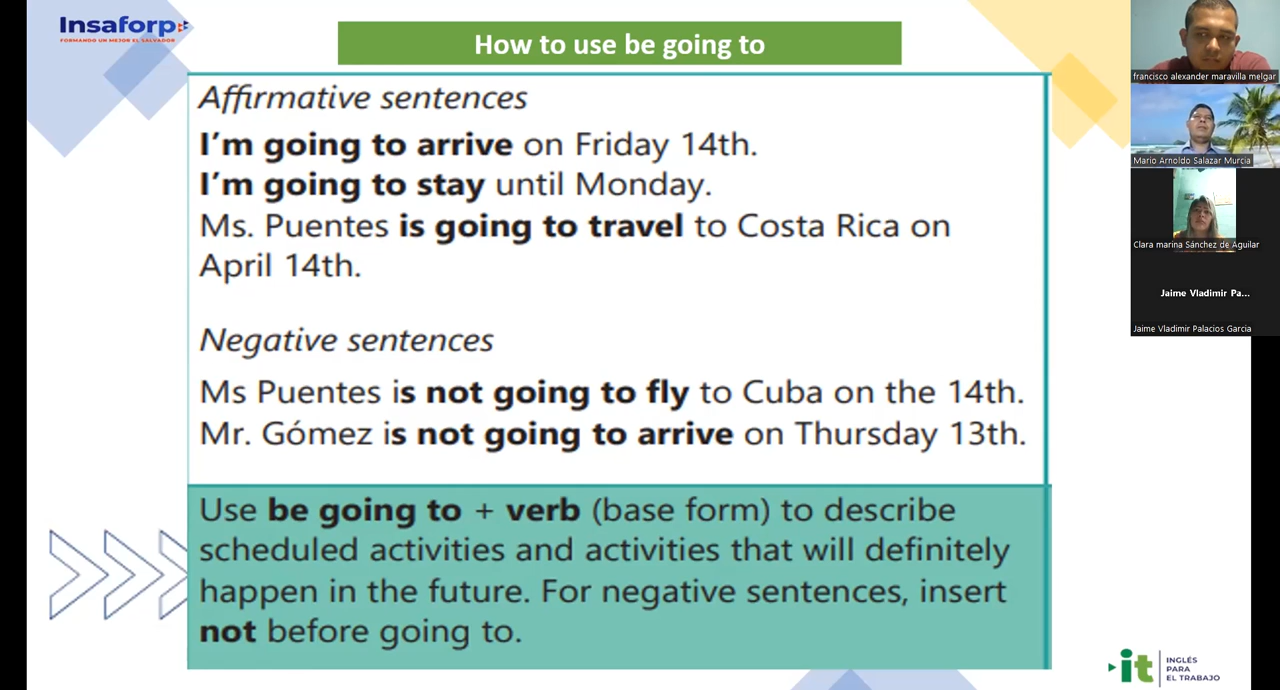 Insaforp
FORMANDO UN MEJOR EL SALVADOR
How to use be going to
Affirmative sentences
I'm going to arrive on Friday 14th.
I'm going to stay until Monday.
Ms. Puentes is going to travel to Costa Rica on
April 14th.
Negative sentences
Ms Puentes is not going to fly to Cuba on the 14th.
Mr. Gómez is not going to arrive on Thursday 13th.
Use be going to + verb (base form) to describe
scheduled activities and activities that will definitely
happen in the future. For negative sentences, insert
not before going to.
francisco alexander maravilla melgar
Mario Arnoldo Salazar Murcia
Clara marina Sánchez de Aguilar
Jaime Vladimir Pa...
Jaime Vladimir Palacios Garcia
it
INGLÉS
PARA
EL TRABAJO